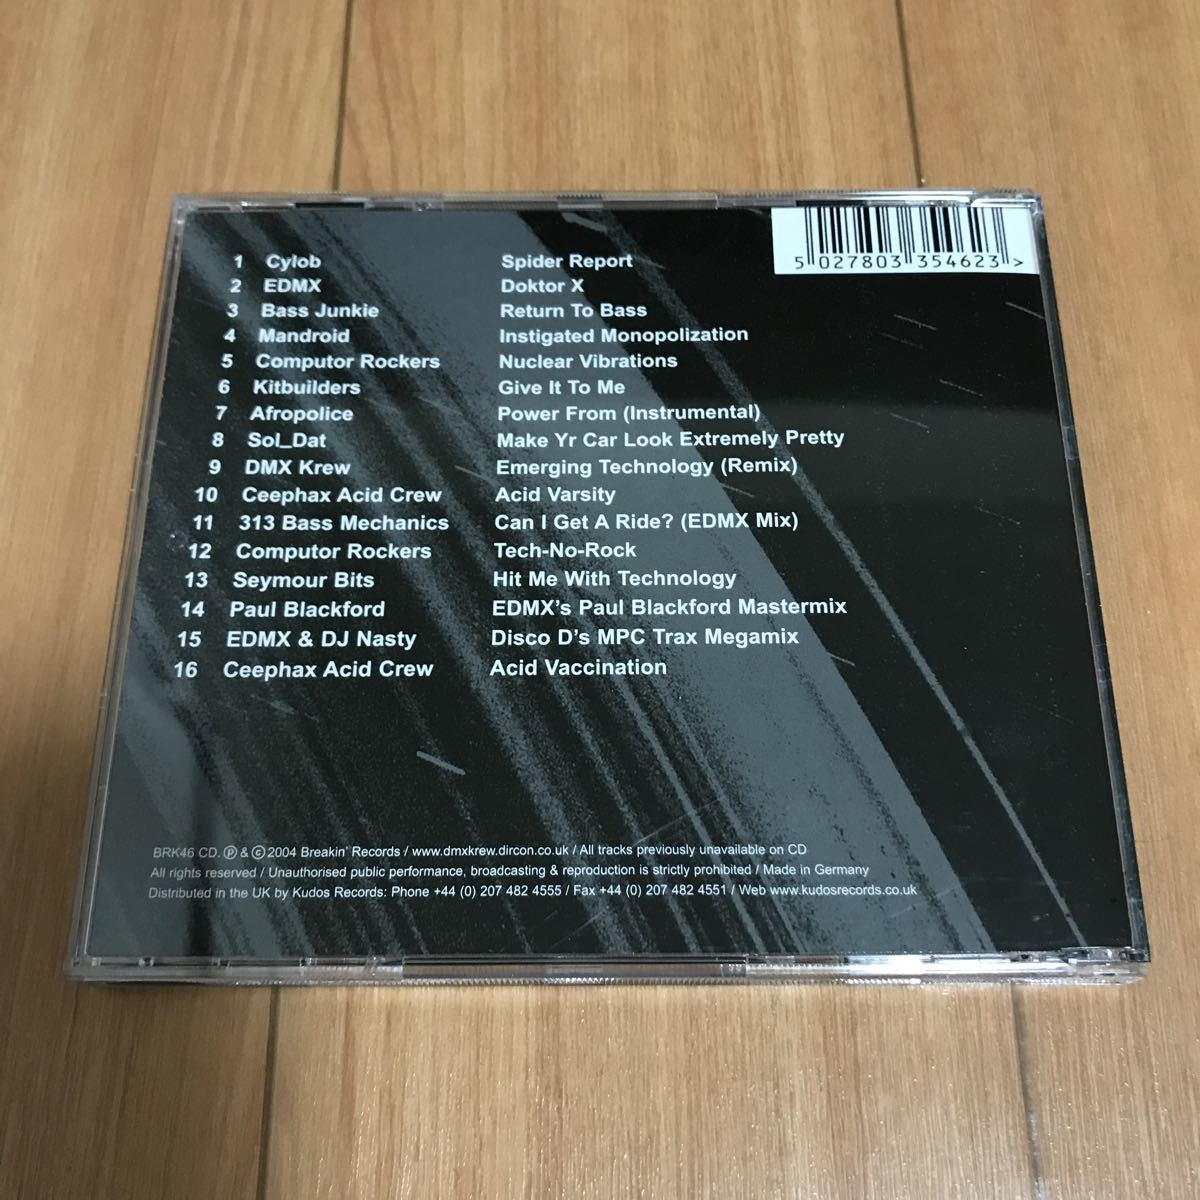 5 027803 354623 >
1 Cylob Spider Report
2 EDMX Doktor X
3 Bass Junkie Return To Bass
4 Mandroid Instigated Monopolization
5 Computor Rockers Nuclear Vibrations
6 Kitbuilders Give It To Me
7 Afropolice Power From (Instrumental)
8 Sol_Dat Make Yr Car Look Extremely Pretty
9 DMX Krew Emerging Technology (Remix)
10 Ceephax Acid Crew Acid Varsity
11 313 Bass Mechanics Can I Get A Ride? (EDMX Mix)
12 Computor Rockers Tech-No-Rock
13 Seymour Bits Hit Me With Technology
14 Paul Blackford EDMX's Paul Blackford Mastermix
15 EDMX & DJ Nasty Disco D's MPC Trax Megamix
16 Ceephax Acid Crew Acid Vaccination
BRK46 CD. ℗ & © 2004 Breakin' Records / www.dmxkrew.dircon.co.uk / All tracks previously unavailable on CD
All rights reserved / Unauthorised public performance, broadcasting & reproduction is strictly prohibited / Made in Germany
Distributed in the UK by Kudos Records: Phone +44 (0) 207 482 4555 / Fax +44 (0) 207 482 4551 / Web www.kudosrecords.co.uk